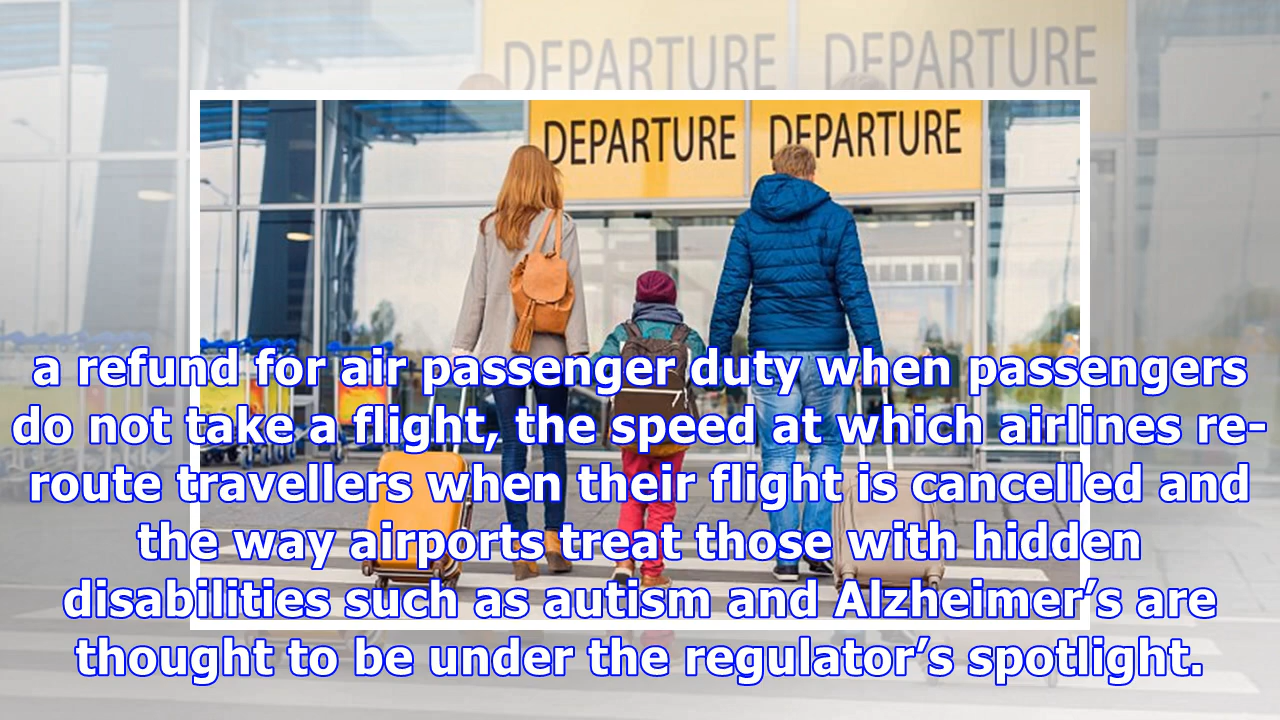 DEPARTURE DEPARTURE
DEPARTURE DEPARTURE
a refund for air passenger duty when passengers
do not take a flight, the speed at which airlines re-
route travellers when their flight is cancelled and
the way airports treat those with hidden
disabilities such as autism and Alzheimer’s are
thought to be under the regulator’s spotlight.